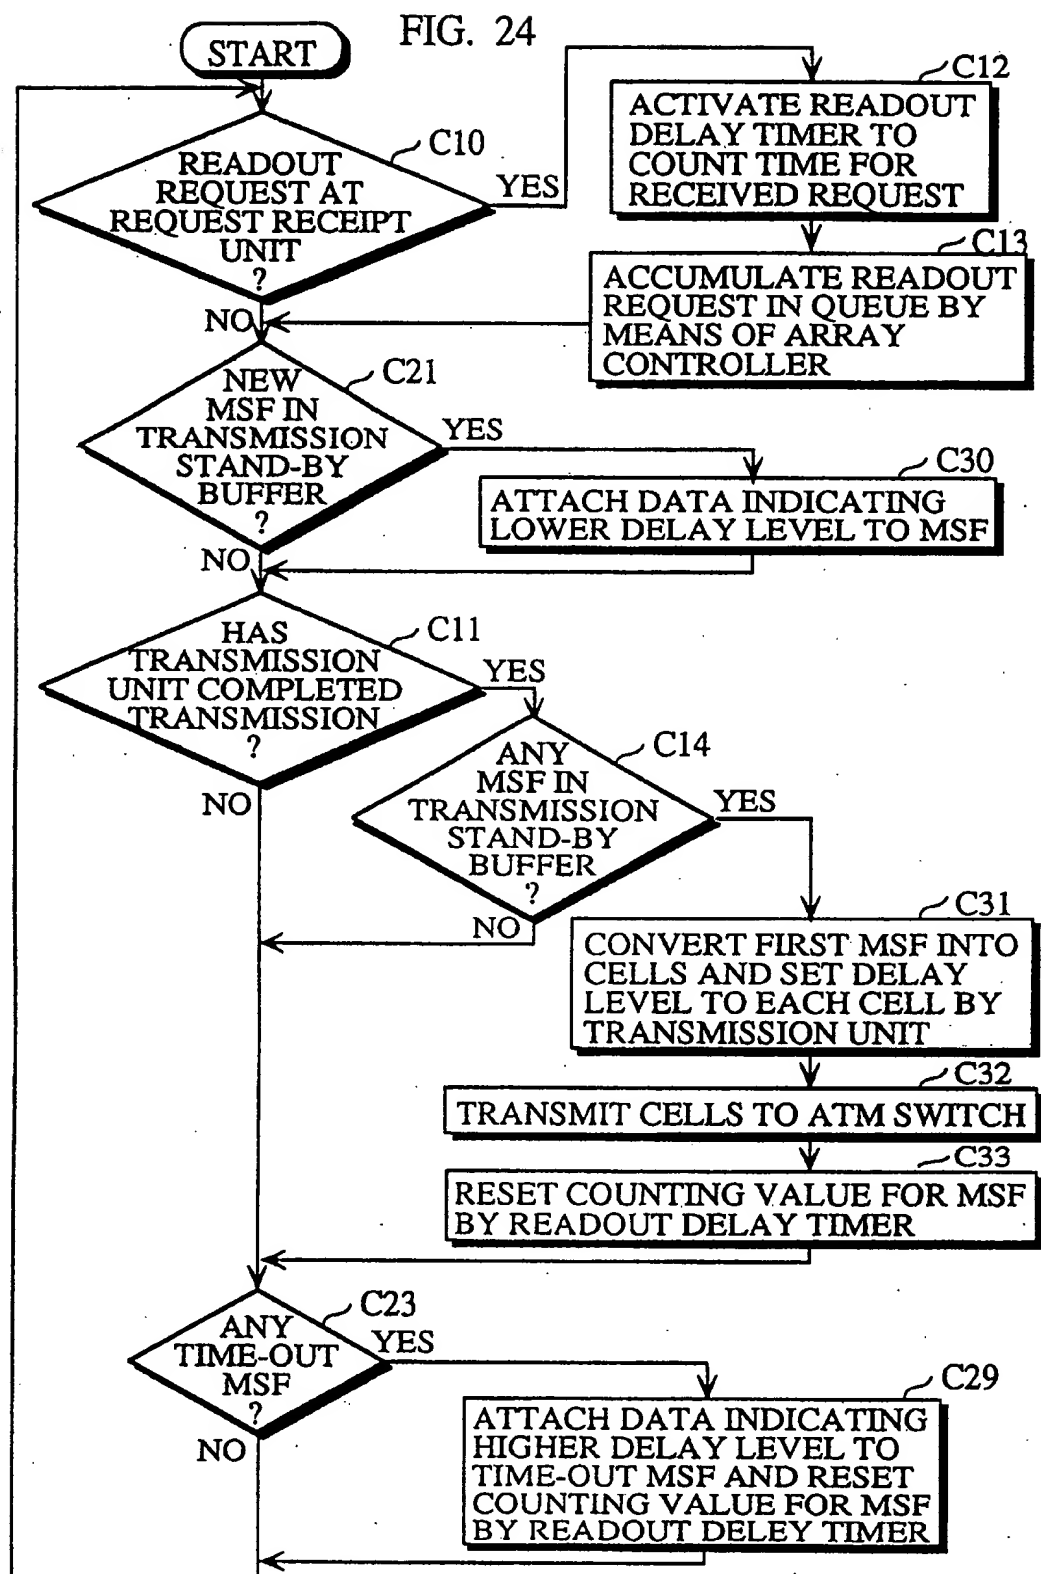 FIG. 24
START
C10
READOUT
REQUEST AT
REQUEST RECEIPT
UNIT
?
YES
NO
C12
ACTIVATE READOUT
DELAY TIMER TO
COUNT TIME FOR
RECEIVED REQUEST
C13
ACCUMULATE READOUT
REQUEST IN QUEUE BY
MEANS OF ARRAY
CONTROLLER
C21
NEW
MSF IN
TRANSMISSION
STAND-BY
BUFFER
?
YES
NO
C30
ATTACH DATA INDICATING
LOWER DELAY LEVEL TO MSF
C11
HAS
TRANSMISSION
UNIT COMPLETED
TRANSMISSION
?
YES
NO
C14
ANY
MSF IN
TRANSMISSION
STAND-BY
BUFFER
?
YES
NO
C31
CONVERT FIRST MSF INTO
CELLS AND SET DELAY
LEVEL TO EACH CELL BY
TRANSMISSION UNIT
C32
TRANSMIT CELLS TO ATM SWITCH
C33
RESET COUNTING VALUE FOR MSF
BY READOUT DELAY TIMER
C23
ANY
TIME-OUT
MSF
?
YES
NO
C29
ATTACH DATA INDICATING
HIGHER DELAY LEVEL TO
TIME-OUT MSF AND RESET
COUNTING VALUE FOR MSF
BY READOUT DELEY TIMER